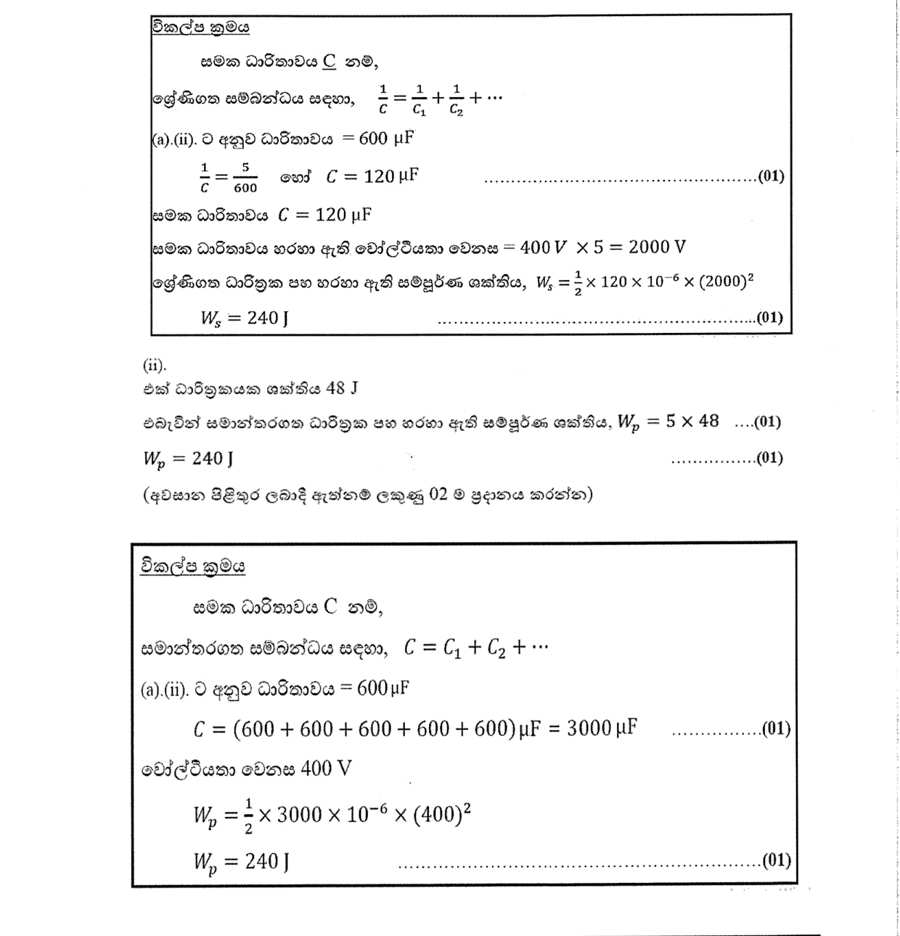 විකල්ප ක්‍රමය
සමක ධාරිතාවය C නම්,
ශ්‍රේණිගත සම්බන්ධය සඳහා, 1/C = 1/C₁ + 1/C₂ + ⋯
(a).(ii). ට අනුව ධාරිතාවය = 600 μF
1/C = 5/600 හෝ C = 120 μF ……………………………………………(01)
සමක ධාරිතාවය C = 120 μF
සමක ධාරිතාවය හරහා ඇති වෝල්ටීයතා වෙනස = 400 V × 5 = 2000 V
ශ්‍රේණිගත ධාරිත්‍රක පහ හරහා ඇති සම්පූර්ණ ශක්තිය, Wₛ = 1/2 × 120 × 10⁻⁶ × (2000)²
Wₛ = 240 J ……………………………………………………(01)
(ii).
එක් ධාරිත්‍රකයක ශක්තිය 48 J
එබැවින් සමාන්තරගත ධාරිත්‍රක පහ හරහා ඇති සම්පූර්ණ ශක්තිය, Wₚ = 5 × 48 ….(01)
Wₚ = 240 J ……………(01)
(අවසාන පිළිතුර ලබාදී ඇත්නම් ලකුණු 02 ම ප්‍රදානය කරන්න)
විකල්ප ක්‍රමය
සමක ධාරිතාවය C නම්,
සමාන්තරගත සම්බන්ධය සඳහා, C = C₁ + C₂ + ⋯
(a).(ii). ට අනුව ධාරිතාවය = 600 μF
C = (600 + 600 + 600 + 600 + 600) μF = 3000 μF ……………(01)
වෝල්ටීයතා වෙනස 400 V
Wₚ = 1/2 × 3000 × 10⁻⁶ × (400)²
Wₚ = 240 J ……………………………………………………(01)